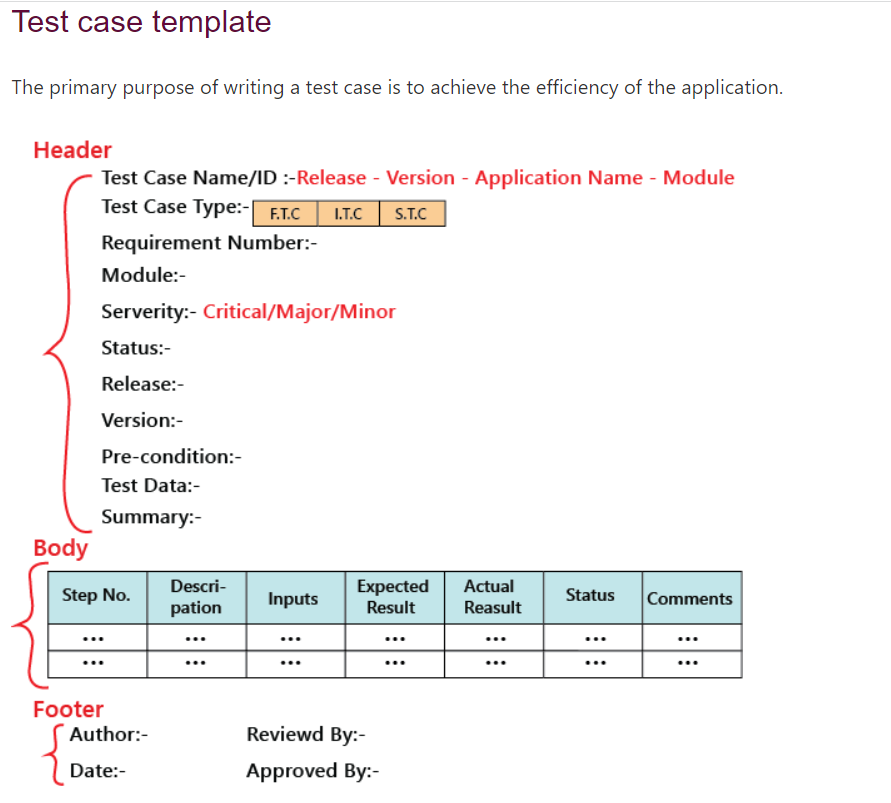 Test case template
The primary purpose of writing a test case is to achieve the efficiency of the application.
Header
Test Case Name/ID :-Release - Version - Application Name - Module
Test Case Type:- F.T.C I.T.C S.T.C
Requirement Number:-
Module:-
Serverity:- Critical/Major/Minor
Status:-
Release:-
Version:-
Pre-condition:-
Test Data:-
Summary:-
Body
Step No. Descri-pation Inputs Expected Result Actual Reasult Status Comments
... ... ... ... ... ... ...
... ... ... ... ... ... ...
Footer
Author:- Reviewd By:-
Date:- Approved By:-